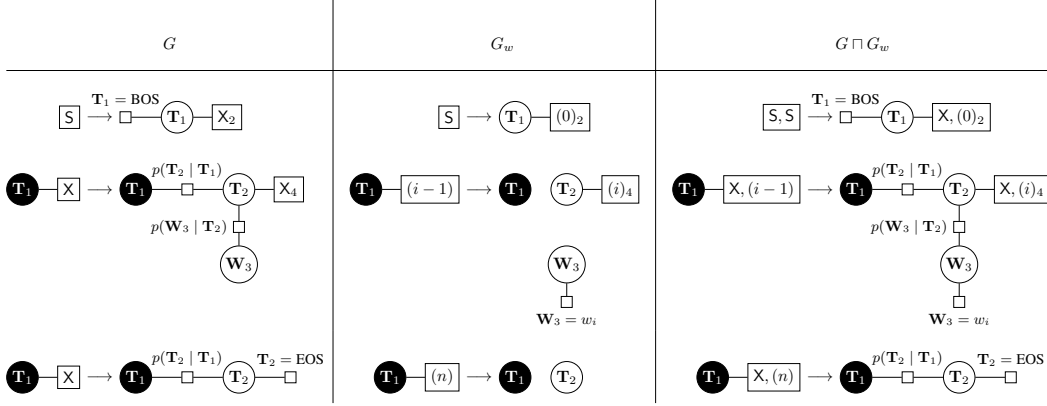 G G_w G ⊓ G_w
T₁ = BOS T₁ = BOS
S → T₁ X₂ S → T₁ (0)₂ S, S → T₁ X, (0)₂
p(T₂ | T₁) p(T₂ | T₁)
T₁ X → T₁ T₂ X₄ T₁ (i − 1) → T₁ T₂ (i)₄ T₁ X, (i − 1) → T₁ T₂ X, (i)₄
p(W₃ | T₂) p(W₃ | T₂)
W₃ W₃ W₃
W₃ = w_i W₃ = w_i
p(T₂ | T₁) T₂ = EOS p(T₂ | T₁) T₂ = EOS
T₁ X → T₁ T₂ T₁ (n) → T₁ T₂ T₁ X, (n) → T₁ T₂